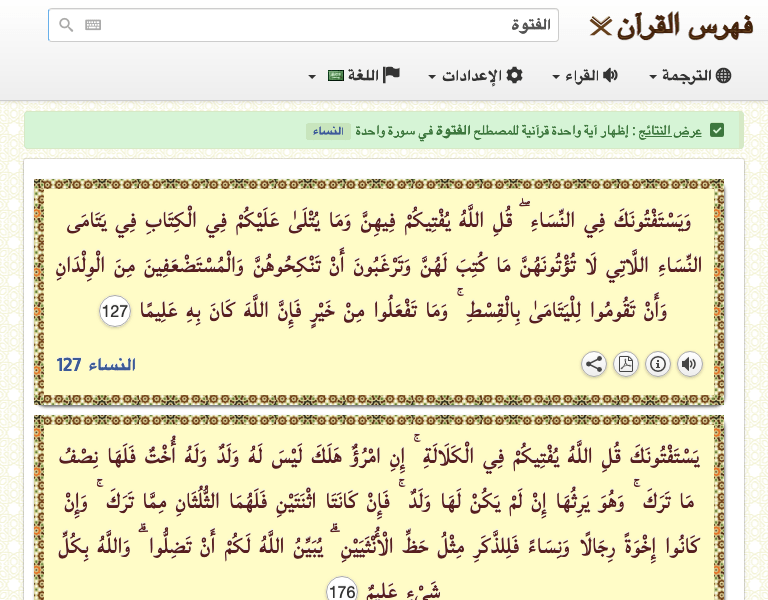 فهرس القرآن
الفتوة
الترجمة القراء الإعدادات اللغة
عرض النتائج : إظهار آية واحدة قرآنية للمصطلح الفتوة في سورة واحدة النساء
وَيَسْتَفْتُونَكَ فِي النِّسَاءِ ۖ قُلِ اللَّهُ يُفْتِيكُمْ فِيهِنَّ وَمَا يُتْلَىٰ عَلَيْكُمْ فِي الْكِتَابِ فِي يَتَامَى
النِّسَاءِ اللَّاتِي لَا تُؤْتُونَهُنَّ مَا كُتِبَ لَهُنَّ وَتَرْغَبُونَ أَنْ تَنْكِحُوهُنَّ وَالْمُسْتَضْعَفِينَ مِنَ الْوِلْدَانِ
وَأَنْ تَقُومُوا لِلْيَتَامَىٰ بِالْقِسْطِ ۚ وَمَا تَفْعَلُوا مِنْ خَيْرٍ فَإِنَّ اللَّهَ كَانَ بِهِ عَلِيمًا 127
النساء 127
يَسْتَفْتُونَكَ قُلِ اللَّهُ يُفْتِيكُمْ فِي الْكَلَالَةِ ۚ إِنِ امْرُؤٌ هَلَكَ لَيْسَ لَهُ وَلَدٌ وَلَهُ أُخْتٌ فَلَهَا نِصْفُ
مَا تَرَكَ ۚ وَهُوَ يَرِثُهَا إِنْ لَمْ يَكُنْ لَهَا وَلَدٌ ۚ فَإِنْ كَانَتَا اثْنَتَيْنِ فَلَهُمَا الثُّلُثَانِ مِمَّا تَرَكَ ۚ وَإِنْ
كَانُوا إِخْوَةً رِجَالًا وَنِسَاءً فَلِلذَّكَرِ مِثْلُ حَظِّ الْأُنْثَيَيْنِ ۗ يُبَيِّنُ اللَّهُ لَكُمْ أَنْ تَضِلُّوا ۗ وَاللَّهُ بِكُلِّ
شَيْءٍ عَلِيمٌ 176